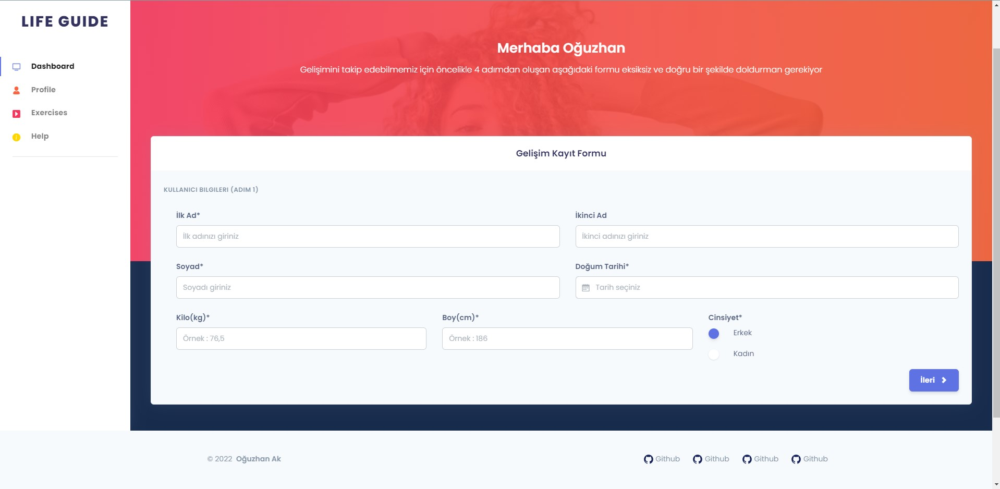 LIFE GUIDE
Dashboard
Profile
Exercises
Help
Merhaba Oğuzhan
Gelişimini takip edebilmemiz için öncelikle 4 adımdan oluşan aşağıdaki formu eksiksiz ve doğru bir şekilde doldurman gerekiyor
Gelişim Kayıt Formu
KULLANICI BILGILERI (ADIM 1)
İlk Ad*
İkinci Ad
İlk adınızı giriniz
İkinci adınızı giriniz
Soyad*
Doğum Tarihi*
Soyadı giriniz
Tarih seçiniz
Kilo(kg)*
Boy(cm)*
Cinsiyet*
Örnek : 76,5
Örnek : 186
Erkek
Kadın
İleri
© 2022 Oğuzhan Ak
Github Github Github Github